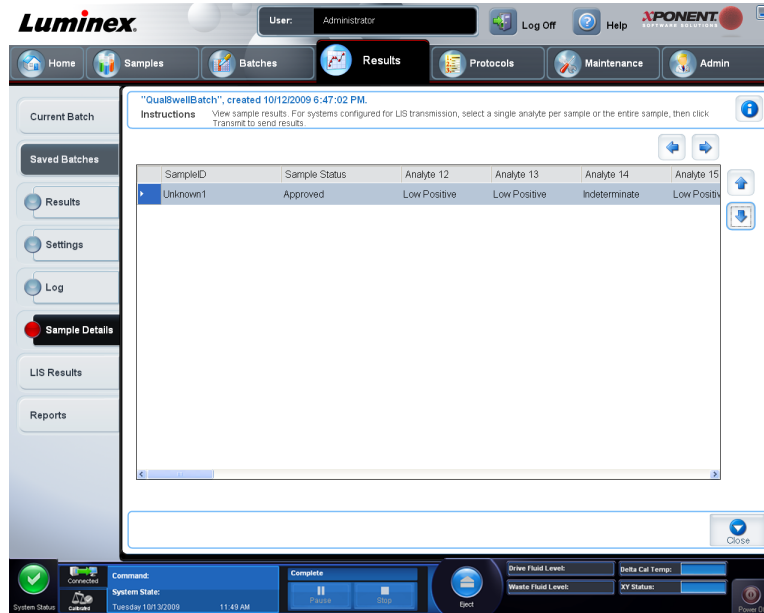 Luminex.
User: Administrator
Log Off
Help
XPONENT
SOFTWARE SOLUTIONS
Home
Samples
Batches
Results
Protocols
Maintenance
Admin
Current Batch
Saved Batches
Results
Settings
Log
Sample Details
LIS Results
Reports
"Qual8wellBatch", created 10/12/2009 6:47:02 PM.
Instructions View sample results. For systems configured for LIS transmission, select a single analyte per sample or the entire sample, then click
Transmit to send results.
SampleID Sample Status Analyte 12 Analyte 13 Analyte 14 Analyte 15
Unknown1 Approved Low Positive Low Positive Indeterminate Low Positiv
Close
System Status
Connected
Calibrated
Command:
System State:
Tuesday 10/13/2009 11:49 AM
Complete
Pause
Stop
Eject
Drive Fluid Level:
Waste Fluid Level:
Delta Cal Temp:
XY Status:
Power O